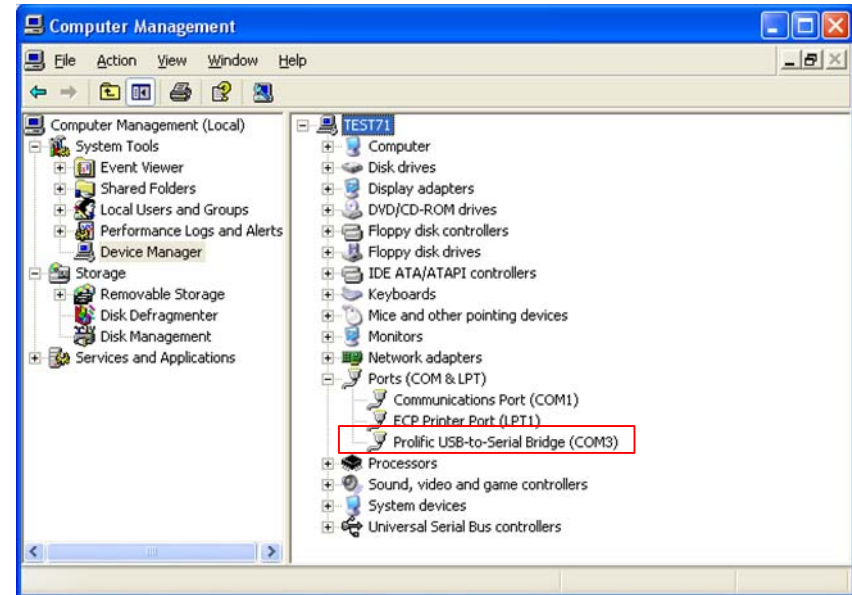 Computer Management
File Action View Window Help
Computer Management (Local)
System Tools
Event Viewer
Shared Folders
Local Users and Groups
Performance Logs and Alerts
Device Manager
Storage
Removable Storage
Disk Defragmenter
Disk Management
Services and Applications
TEST71
Computer
Disk drives
Display adapters
DVD/CD-ROM drives
Floppy disk controllers
Floppy disk drives
IDE ATA/ATAPI controllers
Keyboards
Mice and other pointing devices
Monitors
Network adapters
Ports (COM & LPT)
Communications Port (COM1)
ECP Printer Port (LPT1)
Prolific USB-to-Serial Bridge (COM3)
Processors
Sound, video and game controllers
System devices
Universal Serial Bus controllers